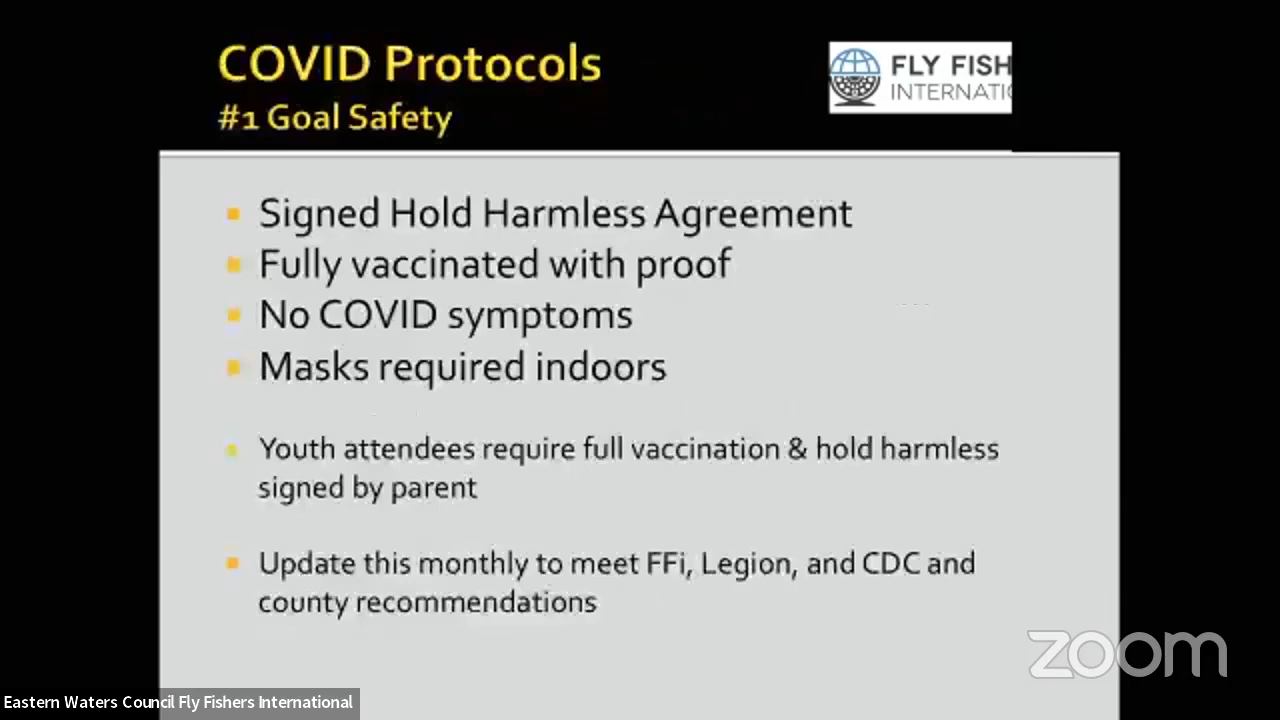 COVID Protocols
#1 Goal Safety
FLY FISH
INTERNATIO
Signed Hold Harmless Agreement
Fully vaccinated with proof
No COVID symptoms
Masks required indoors
Youth attendees require full vaccination & hold harmless
signed by parent
Update this monthly to meet FFi, Legion, and CDC and
county recommendations
zoom
Eastern Waters Council Fly Fishers International